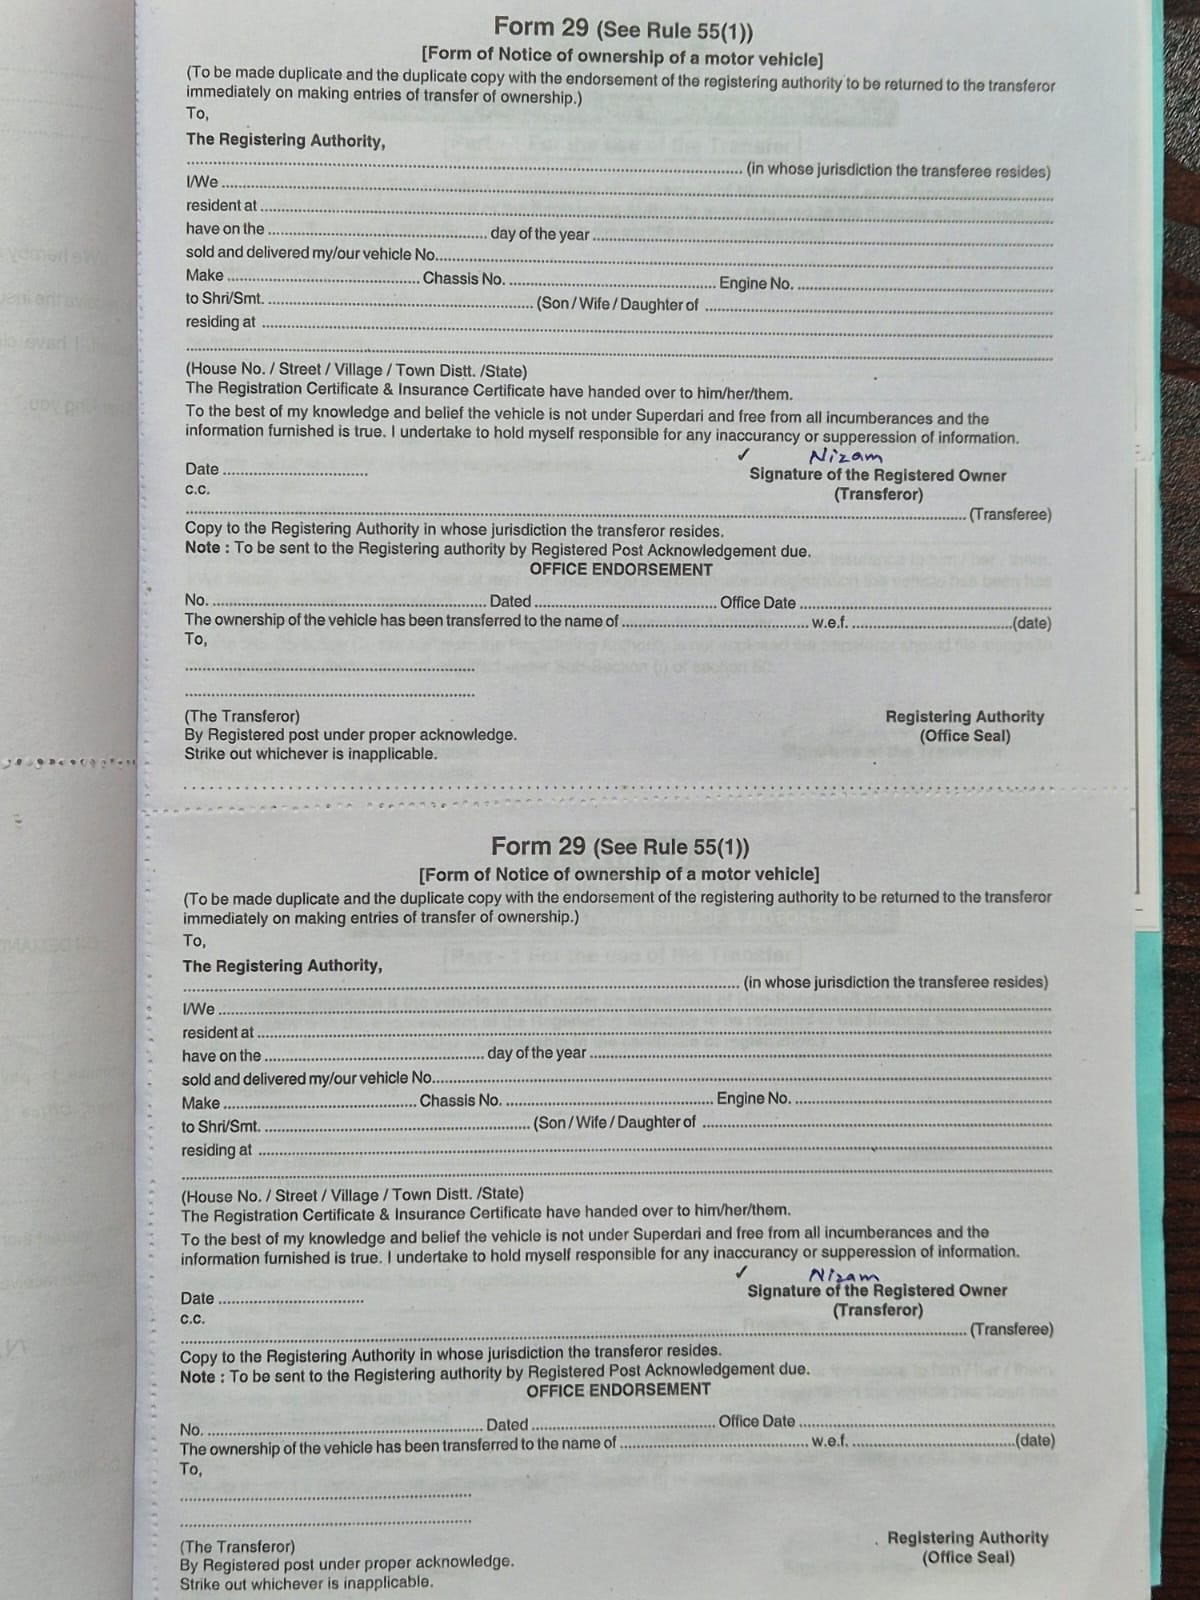 Form 29 (See Rule 55(1))
[Form of Notice of ownership of a motor vehicle]
(To be made duplicate and the duplicate copy with the endorsement of the registering authority to be returned to the transferor
immediately on making entries of transfer of ownership.)
To,
The Registering Authority,
(in whose jurisdiction the transferee resides)
I/We
resident at
have on the day of the year
sold and delivered my/our vehicle No.
Make Chassis No. Engine No.
to Shri/Smt. (Son / Wife / Daughter of
residing at
(House No. / Street / Village / Town Distt. /State)
The Registration Certificate & Insurance Certificate have handed over to him/her/them.
To the best of my knowledge and belief the vehicle is not under Superdari and free from all incumberances and the
information furnished is true. I undertake to hold myself responsible for any inaccurancy or supperession of information.
✓ Nizam
Date Signature of the Registered Owner
c.c. (Transferor)
(Transferee)
Copy to the Registering Authority in whose jurisdiction the transferor resides.
Note : To be sent to the Registering authority by Registered Post Acknowledgement due.
OFFICE ENDORSEMENT
No. Dated Office Date
The ownership of the vehicle has been transferred to the name of w.e.f. (date)
To,
(The Transferor) Registering Authority
By Registered post under proper acknowledge. (Office Seal)
Strike out whichever is inapplicable.
Form 29 (See Rule 55(1))
[Form of Notice of ownership of a motor vehicle]
(To be made duplicate and the duplicate copy with the endorsement of the registering authority to be returned to the transferor
immediately on making entries of transfer of ownership.)
To,
The Registering Authority,
(in whose jurisdiction the transferee resides)
I/We
resident at
have on the day of the year
sold and delivered my/our vehicle No.
Make Chassis No. Engine No.
to Shri/Smt. (Son / Wife / Daughter of
residing at
(House No. / Street / Village / Town Distt. /State)
The Registration Certificate & Insurance Certificate have handed over to him/her/them.
To the best of my knowledge and belief the vehicle is not under Superdari and free from all incumberances and the
information furnished is true. I undertake to hold myself responsible for any inaccurancy or supperession of information.
✓ Nizam
Date Signature of the Registered Owner
c.c. (Transferor)
(Transferee)
Copy to the Registering Authority in whose jurisdiction the transferor resides.
Note : To be sent to the Registering authority by Registered Post Acknowledgement due.
OFFICE ENDORSEMENT
No. Dated Office Date
The ownership of the vehicle has been transferred to the name of w.e.f. (date)
To,
(The Transferor) Registering Authority
By Registered post under proper acknowledge. (Office Seal)
Strike out whichever is inapplicable.